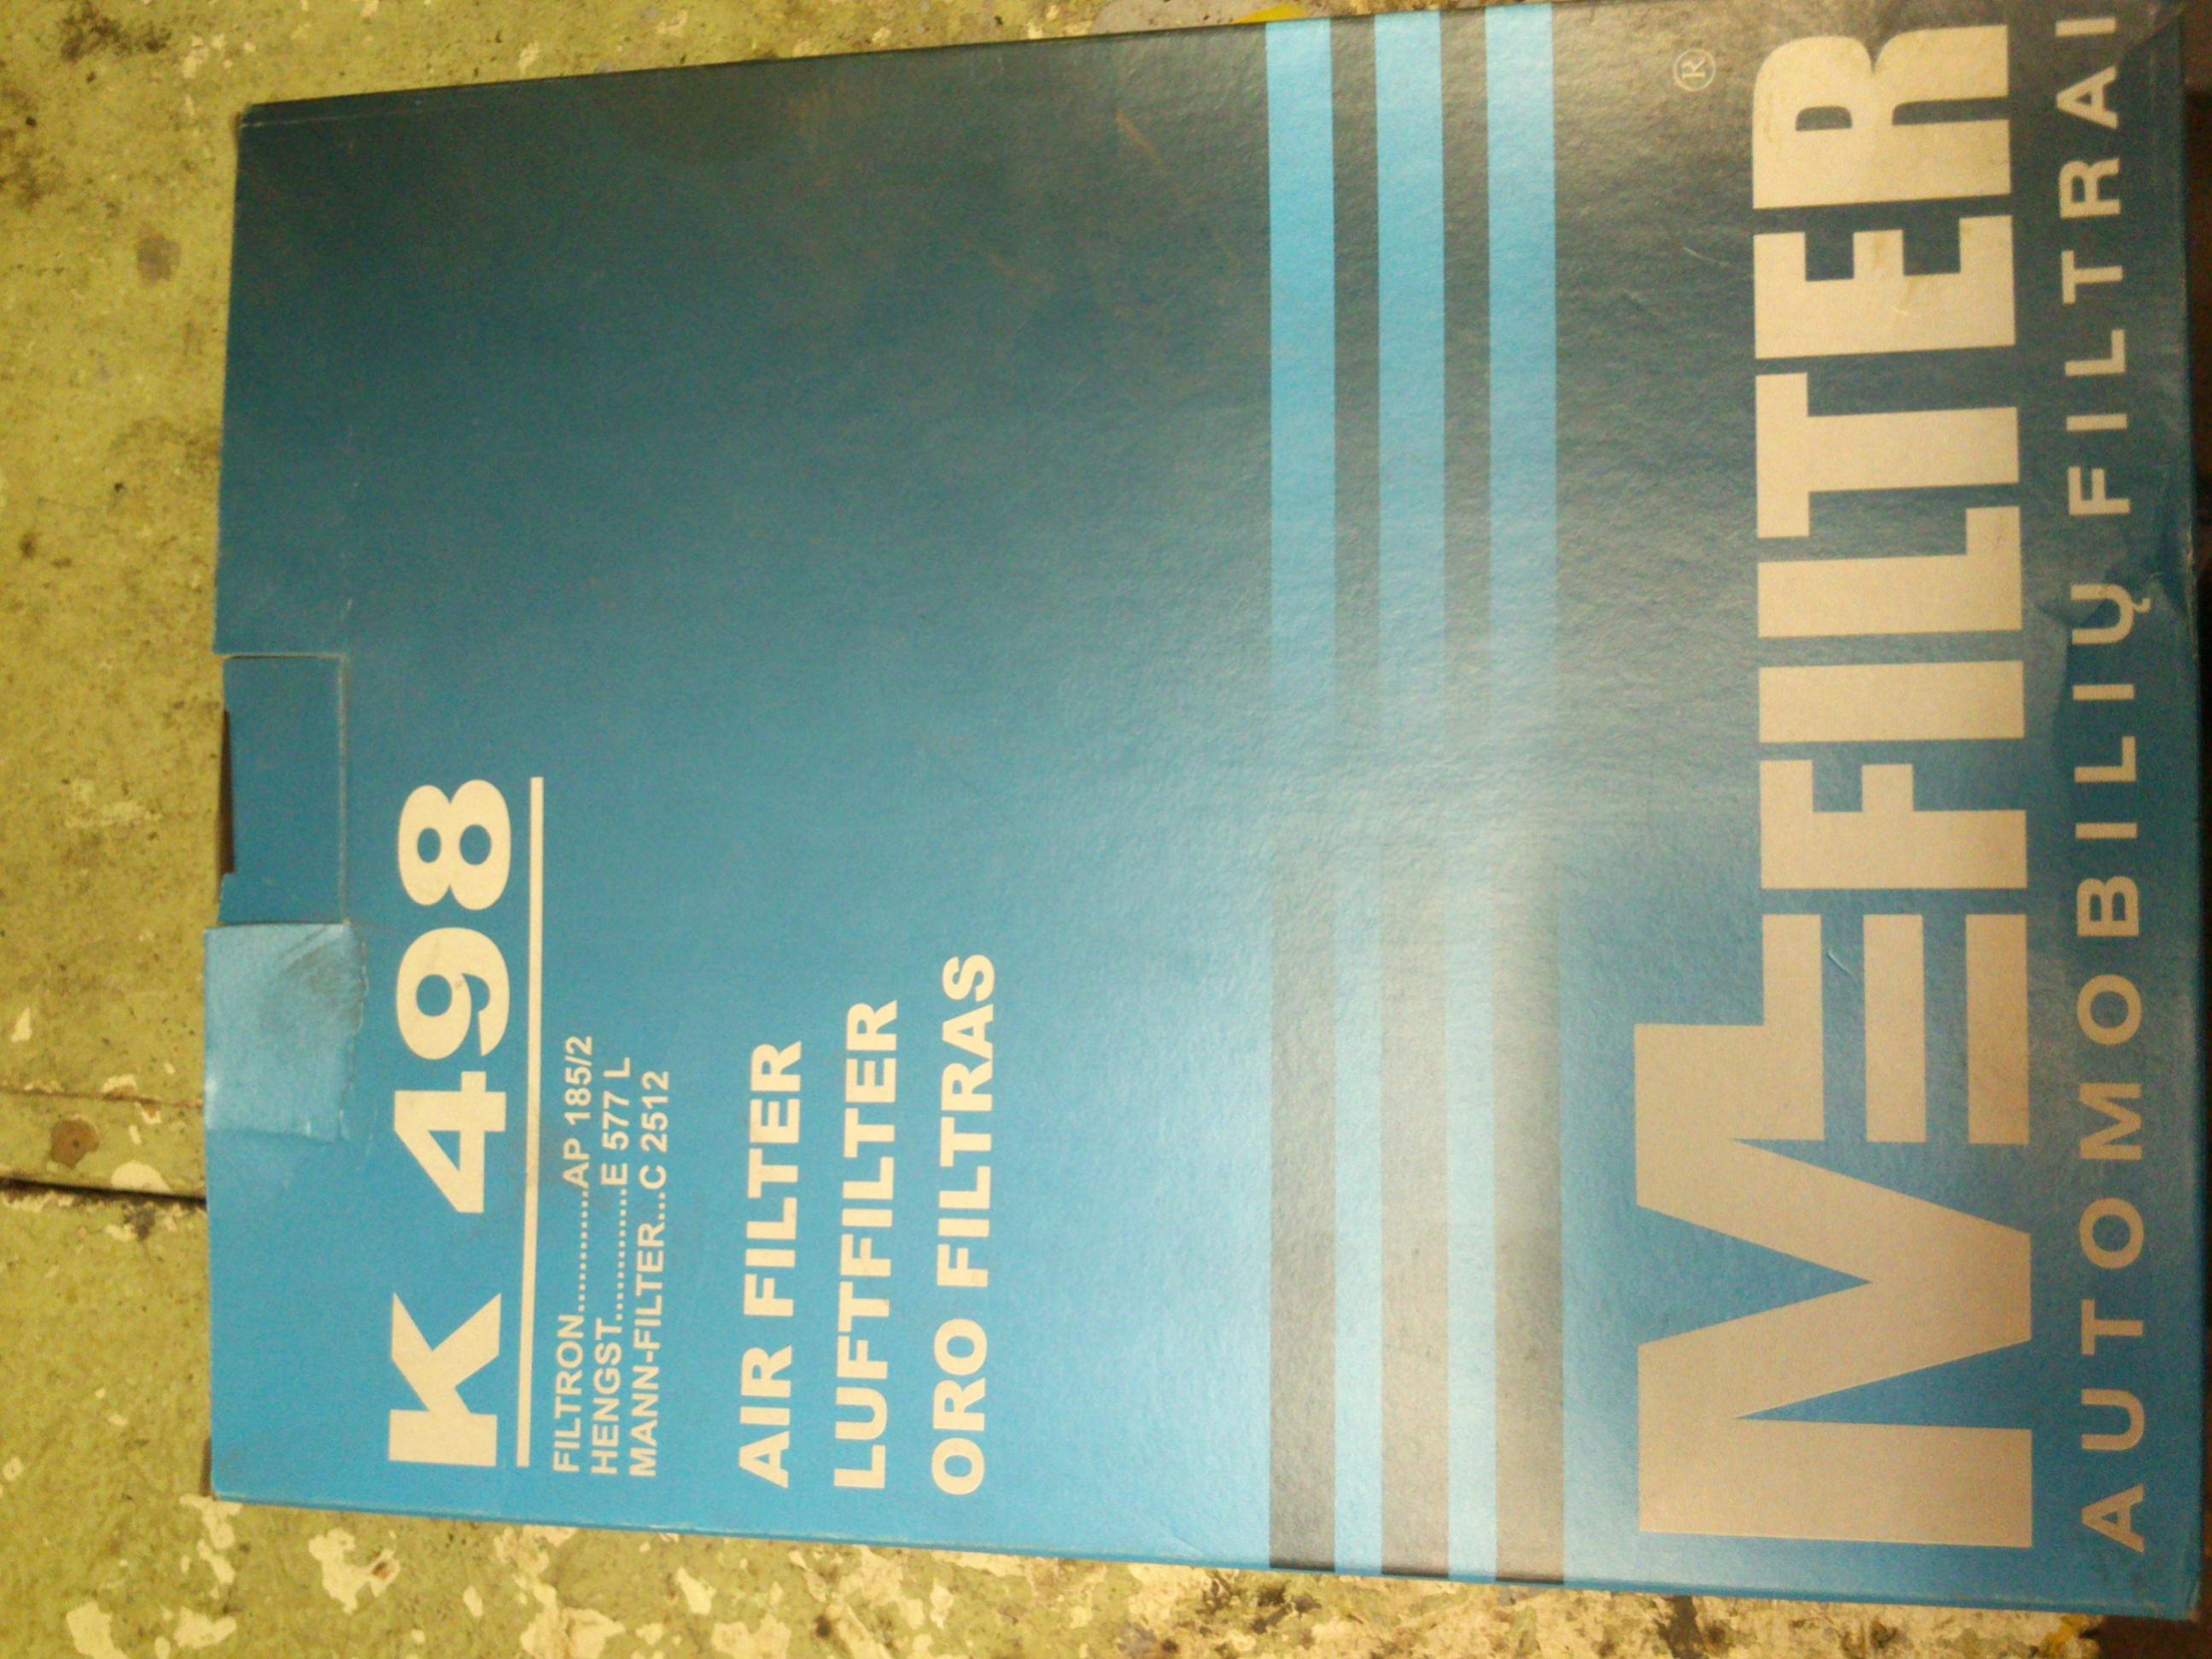 K 498
FILTRON............AP 185/2
HENGST.............E 577 L
MANN-FILTER...C 2512
AIR FILTER
LUFTFILTER
ORO FILTRAS
®
MFILTER
AUTOMOBILIŲ FILTRAI